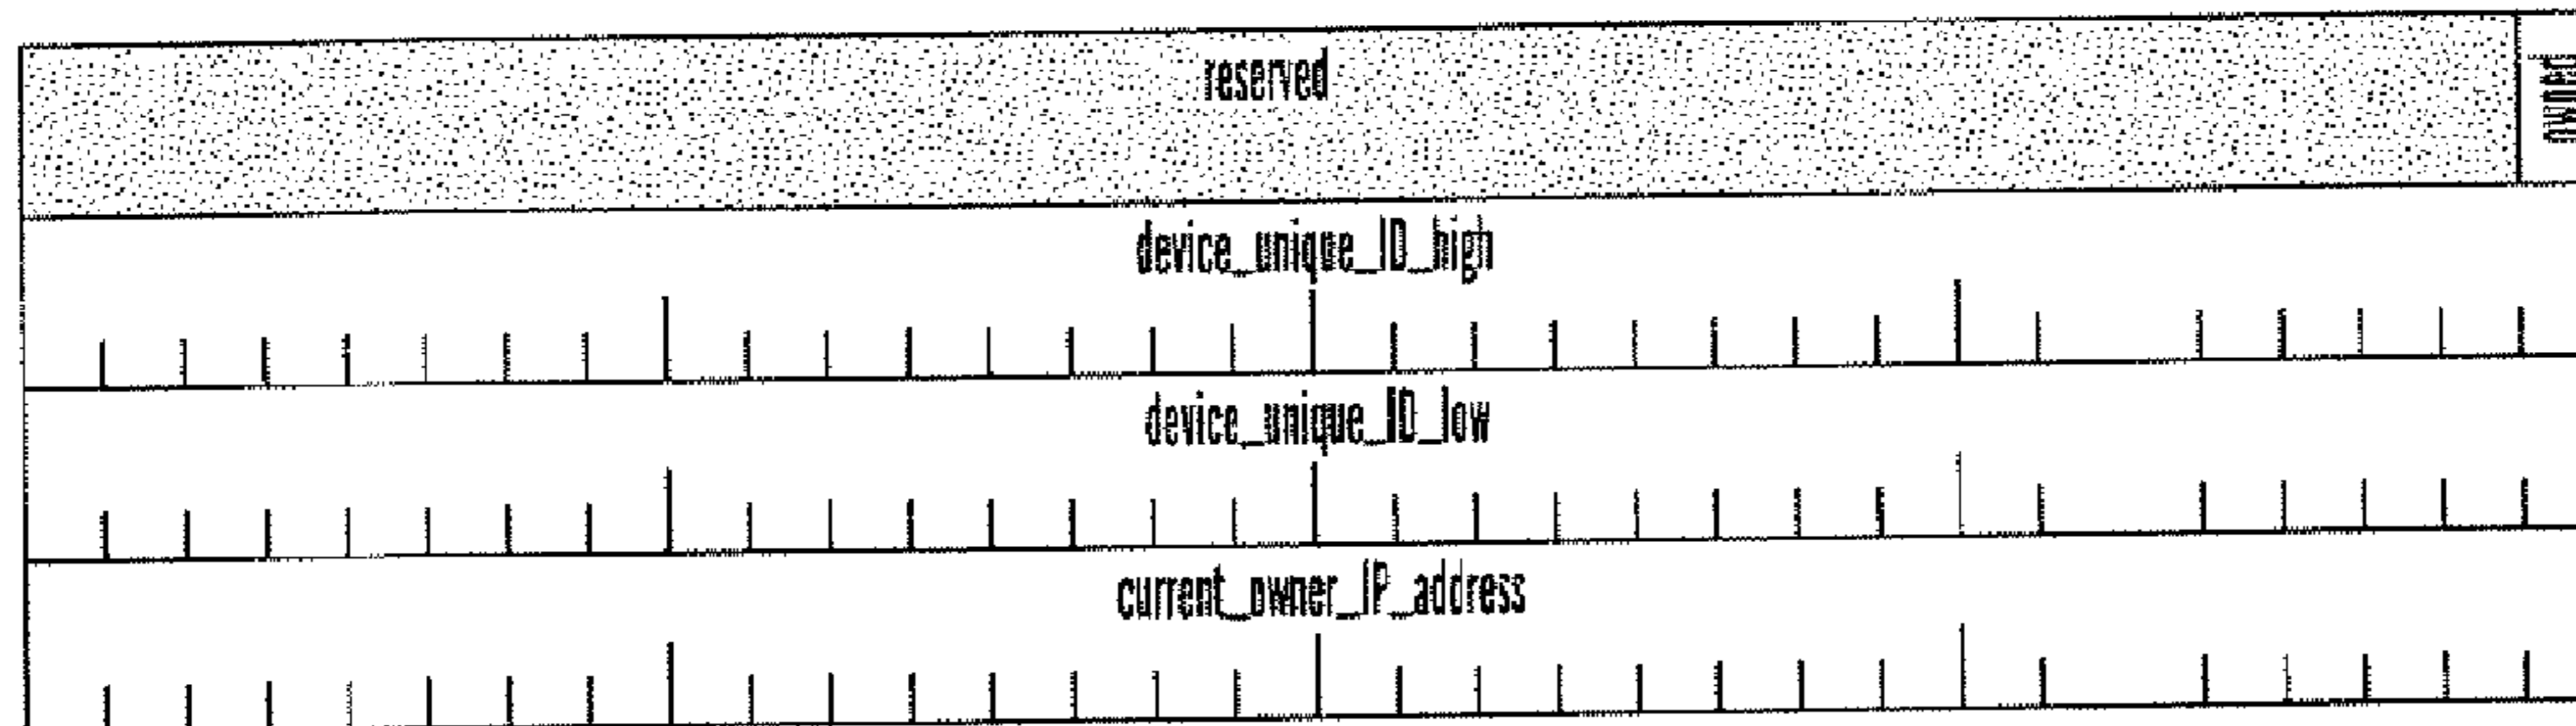 reserved
device_unique_ID_high
device_unique_ID_low
current_owner_IP_address